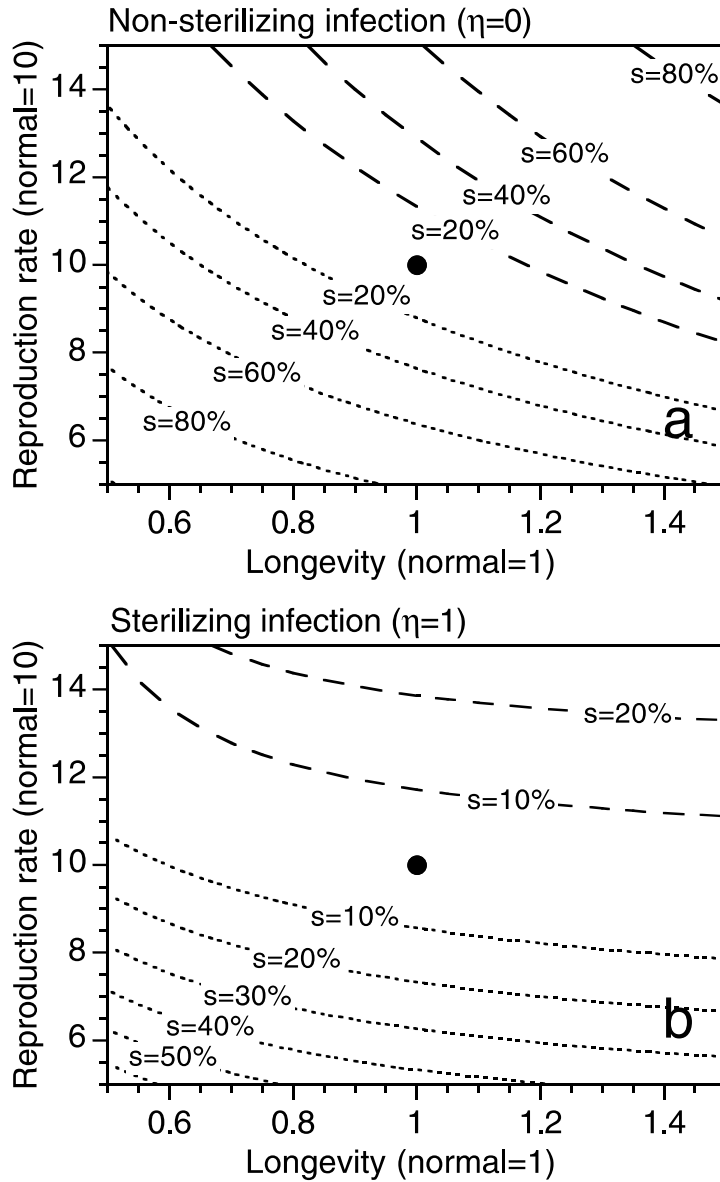 Non-sterilizing infection (η=0)
Reproduction rate (normal=10)
14
12
10
8
6
s=80%
s=60%
s=40%
s=20%
s=20%
s=40%
s=60%
s=80%
a
0.6 0.8 1 1.2 1.4
Longevity (normal=1)
Sterilizing infection (η=1)
Reproduction rate (normal=10)
14
12
10
8
6
s=20%
s=10%
s=10%
s=20%
s=30%
s=40%
s=50%
b
0.6 0.8 1 1.2 1.4
Longevity (normal=1)